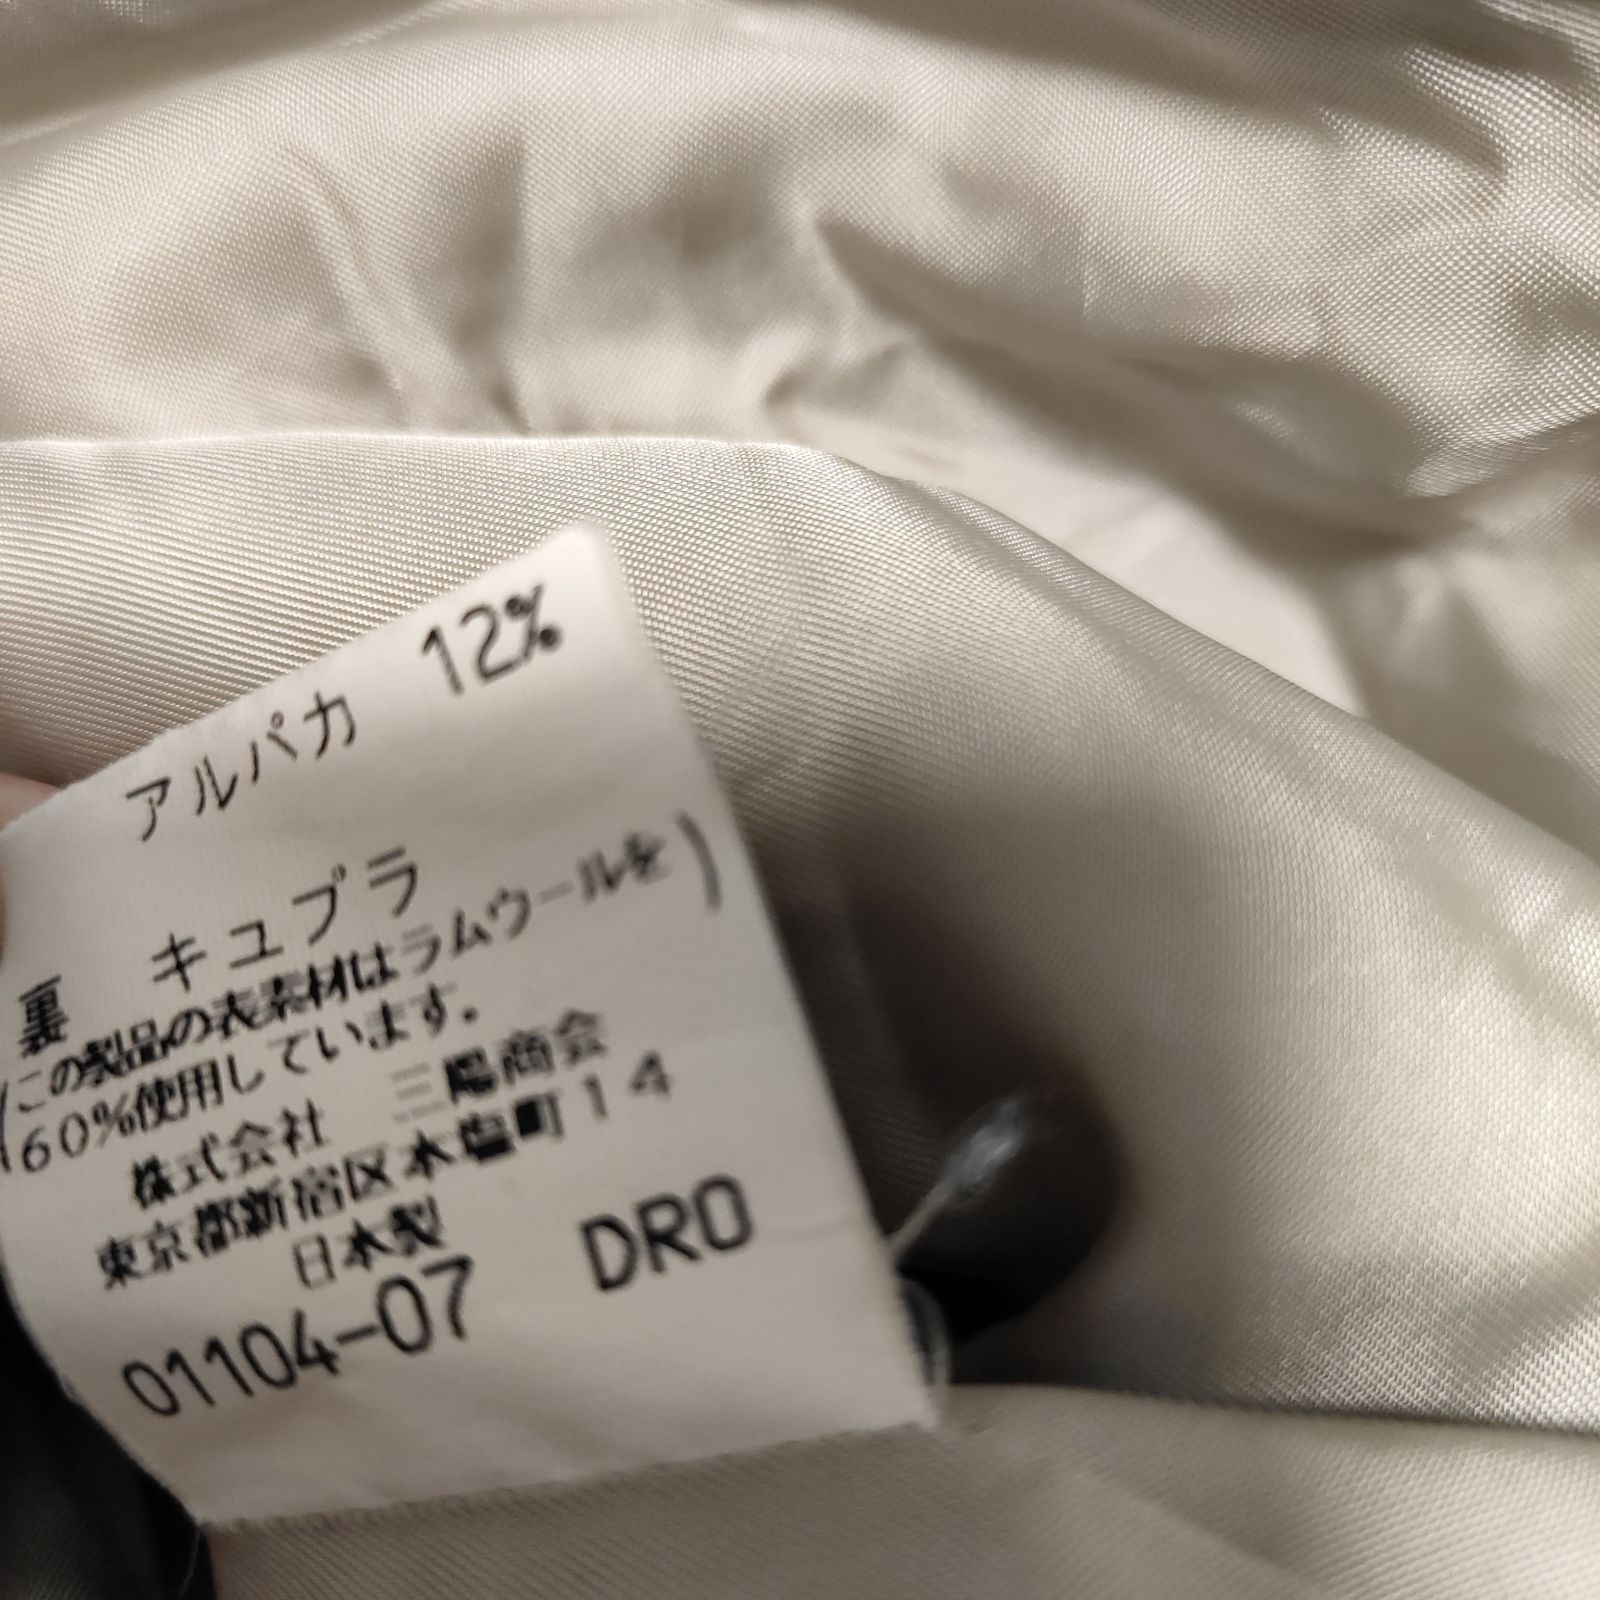 アルパカ 12%
裏 キュプラ
(この製品の表素材はラムウールを)
60%使用しています。
株式会社 三陽商会
東京都新宿区本塩町14
日本製
01104-07 DRD